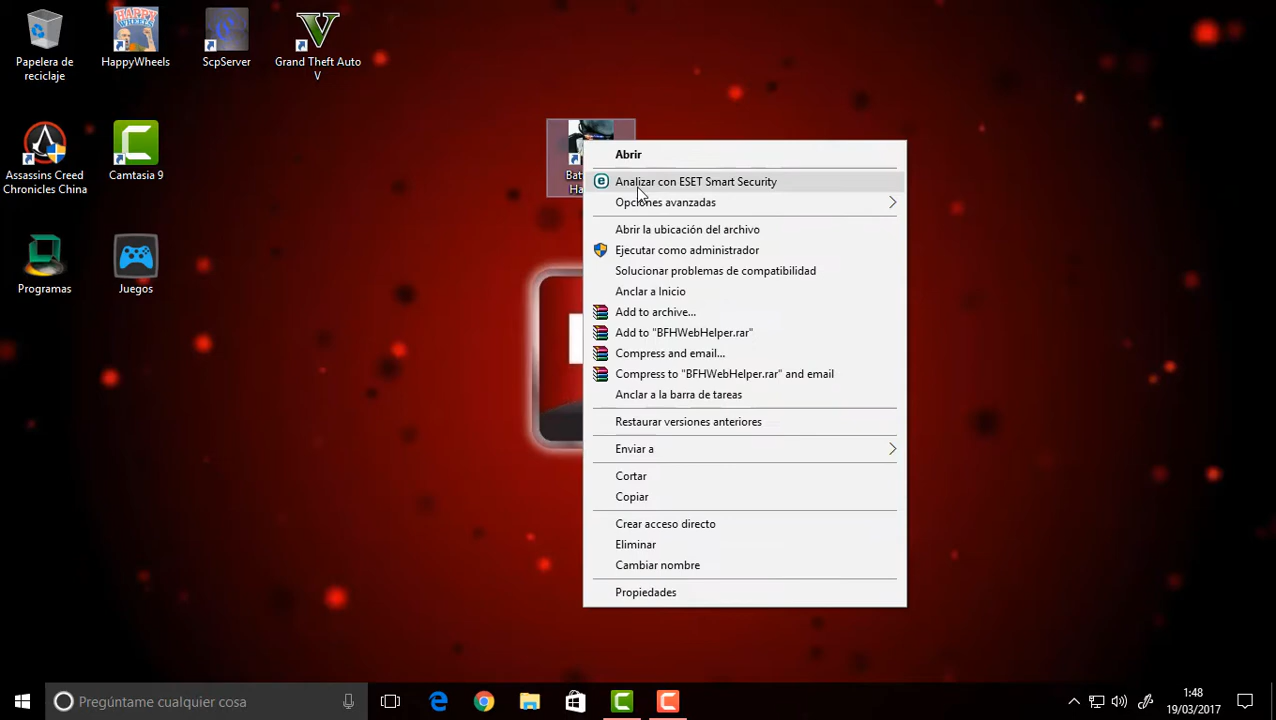 Papelera de
reciclaje
HappyWheels
ScpServer
Grand Theft Auto
V
Assassins Creed
Chronicles China
Camtasia 9
Programas
Juegos
Abrir
Analizar con ESET Smart Security
Opciones avanzadas
Abrir la ubicación del archivo
Ejecutar como administrador
Solucionar problemas de compatibilidad
Anclar a Inicio
Add to archive...
Add to "BFHWebHelper.rar"
Compress and email...
Compress to "BFHWebHelper.rar" and email
Anclar a la barra de tareas
Restaurar versiones anteriores
Enviar a
Cortar
Copiar
Crear acceso directo
Eliminar
Cambiar nombre
Propiedades
Pregúntame cualquier cosa
1:48
19/03/2017